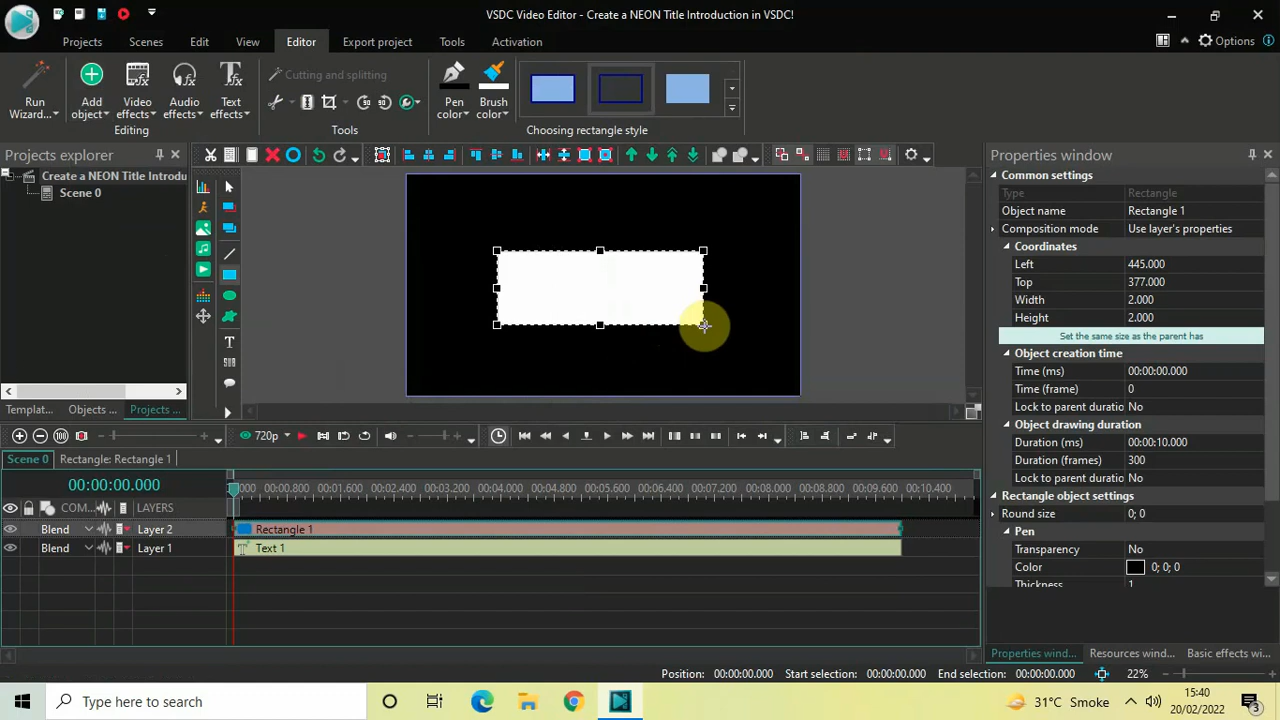 VSDC Video Editor - Create a NEON Title Introduction in VSDC!
Projects Scenes Edit View Editor Export project Tools Activation Options
Run Wizard... Add object Video effects Audio effects Text effects
Cutting and splitting
Pen color Brush color
Editing Tools Choosing rectangle style
Projects explorer
Create a NEON Title Introdu
Scene 0
Templat... Objects ... Projects ...
Properties window
Common settings
Type Rectangle
Object name Rectangle 1
Composition mode Use layer's properties
Coordinates
Left 445.000
Top 377.000
Width 2.000
Height 2.000
Set the same size as the parent has
Object creation time
Time (ms) 00:00:00.000
Time (frame) 0
Lock to parent duratio No
Object drawing duration
Duration (ms) 00:00:10.000
Duration (frames) 300
Lock to parent duratio No
Rectangle object settings
Round size 0; 0
Pen
Transparency No
Color 0; 0; 0
Thickness 1
Properties wind... Resources wind... Basic effects wi...
720p
Scene 0 Rectangle: Rectangle 1
00:00:00.000
000 00:00.800 00:01.600 00:02.400 00:03.200 00:04.000 00:04.800 00:05.600 00:06.400 00:07.200 00:08.000 00:08.800 00:09.600 00:10.400
COM... LAYERS
Blend Layer 2 Rectangle 1
Blend Layer 1 Text 1
Position: 00:00:00.000 Start selection: 00:00:00.000 End selection: 00:00:00.000 22%
Type here to search
31°C Smoke
15:40
20/02/2022
3